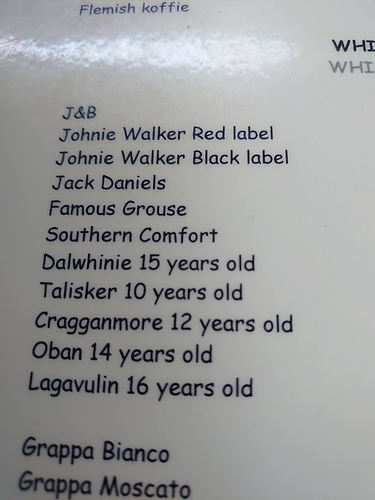 Flemish koffie
WHI
WHI
J&B
Johnie Walker Red label
Johnie Walker Black label
Jack Daniels
Famous Grouse
Southern Comfort
Dalwhinie 15 years old
Talisker 10 years old
Cragganmore 12 years old
Oban 14 years old
Lagavulin 16 years old
Grappa Bianco
Grappa Moscato